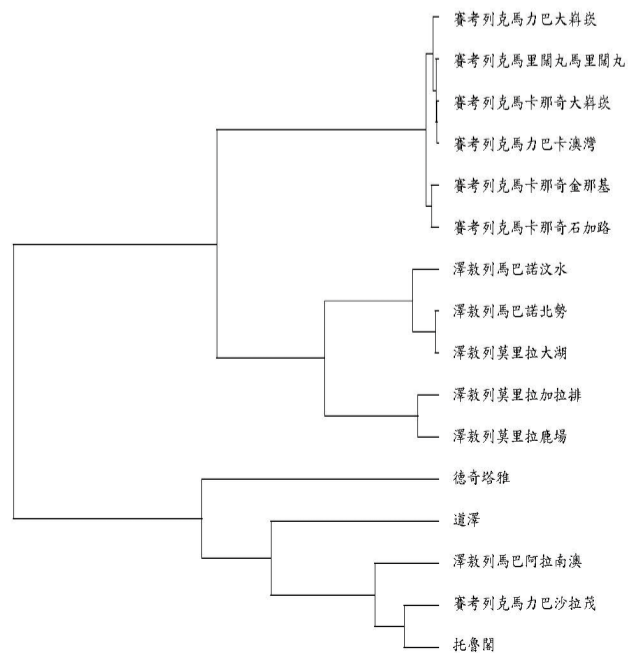 賽考列克馬力巴大嵙崁
賽考列克馬里闊丸馬里闊丸
賽考列克馬卡那奇大嵙崁
賽考列克馬力巴卡澳灣
賽考列克馬卡那奇金那基
賽考列克馬卡那奇石加路
澤敖列馬巴諾汶水
澤敖列馬巴諾北勢
澤敖列莫里拉大湖
澤敖列莫里拉加拉排
澤敖列莫里拉鹿場
德奇塔雅
道澤
澤敖列馬巴阿拉南澳
賽考列克馬力巴沙拉茂
托魯閣